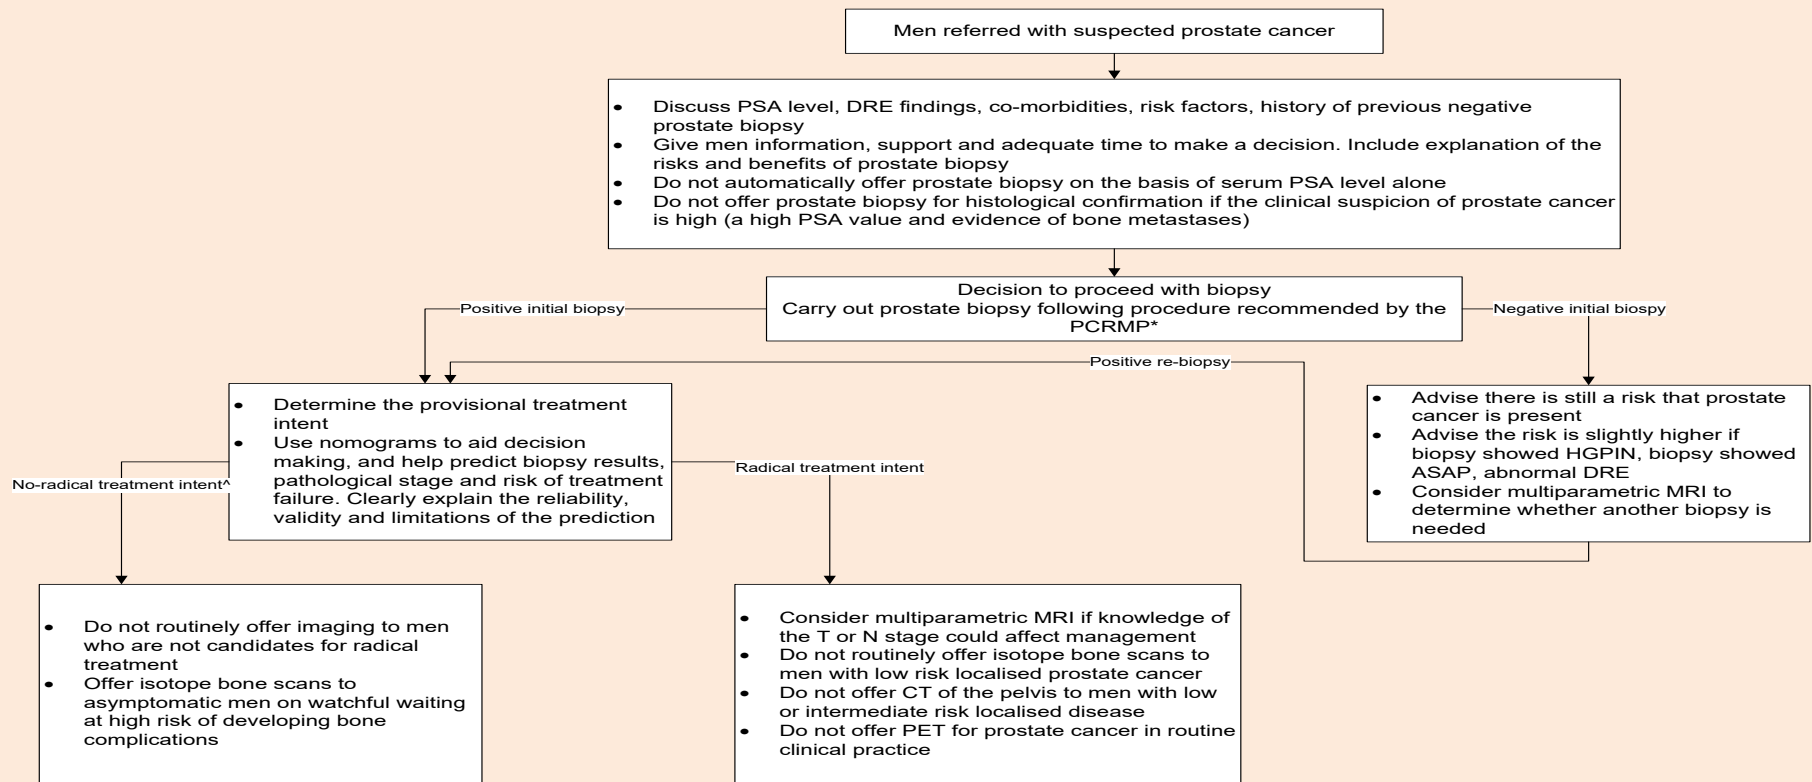 Men referred with suspected prostate cancer
• Discuss PSA level, DRE findings, co-morbidities, risk factors, history of previous negative
prostate biopsy
• Give men information, support and adequate time to make a decision. Include explanation of the
risks and benefits of prostate biopsy
• Do not automatically offer prostate biopsy on the basis of serum PSA level alone
• Do not offer prostate biopsy for histological confirmation if the clinical suspicion of prostate cancer
is high (a high PSA value and evidence of bone metastases)
Decision to proceed with biopsy
Carry out prostate biopsy following procedure recommended by the
PCRMP*
Positive initial biopsy
Negative initial biospy
Positive re-biopsy
• Determine the provisional treatment
intent
• Use nomograms to aid decision
making, and help predict biopsy results,
pathological stage and risk of treatment
failure. Clearly explain the reliability,
validity and limitations of the prediction
• Advise there is still a risk that prostate
cancer is present
• Advise the risk is slightly higher if
biopsy showed HGPIN, biopsy showed
ASAP, abnormal DRE
• Consider multiparametric MRI to
determine whether another biopsy is
needed
No-radical treatment intent^
Radical treatment intent
• Do not routinely offer imaging to men
who are not candidates for radical
treatment
• Offer isotope bone scans to
asymptomatic men on watchful waiting
at high risk of developing bone
complications
• Consider multiparametric MRI if knowledge of
the T or N stage could affect management
• Do not routinely offer isotope bone scans to
men with low risk localised prostate cancer
• Do not offer CT of the pelvis to men with low
or intermediate risk localised disease
• Do not offer PET for prostate cancer in routine
clinical practice